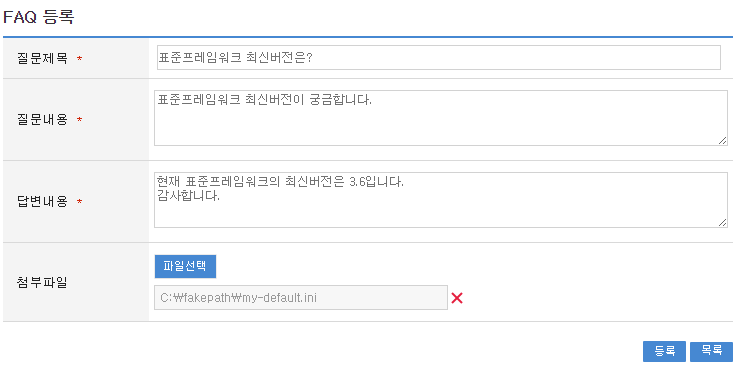 FAQ 등록
질문제목 *
표준프레임워크 최신버전은?
질문내용 *
표준프레임워크 최신버전이 궁금합니다.
답변내용 *
현재 표준프레임워크의 최신버전은 3.6입니다.
감사합니다.
첨부파일
파일선택
C:₩fakepath₩my-default.ini
등록 목록